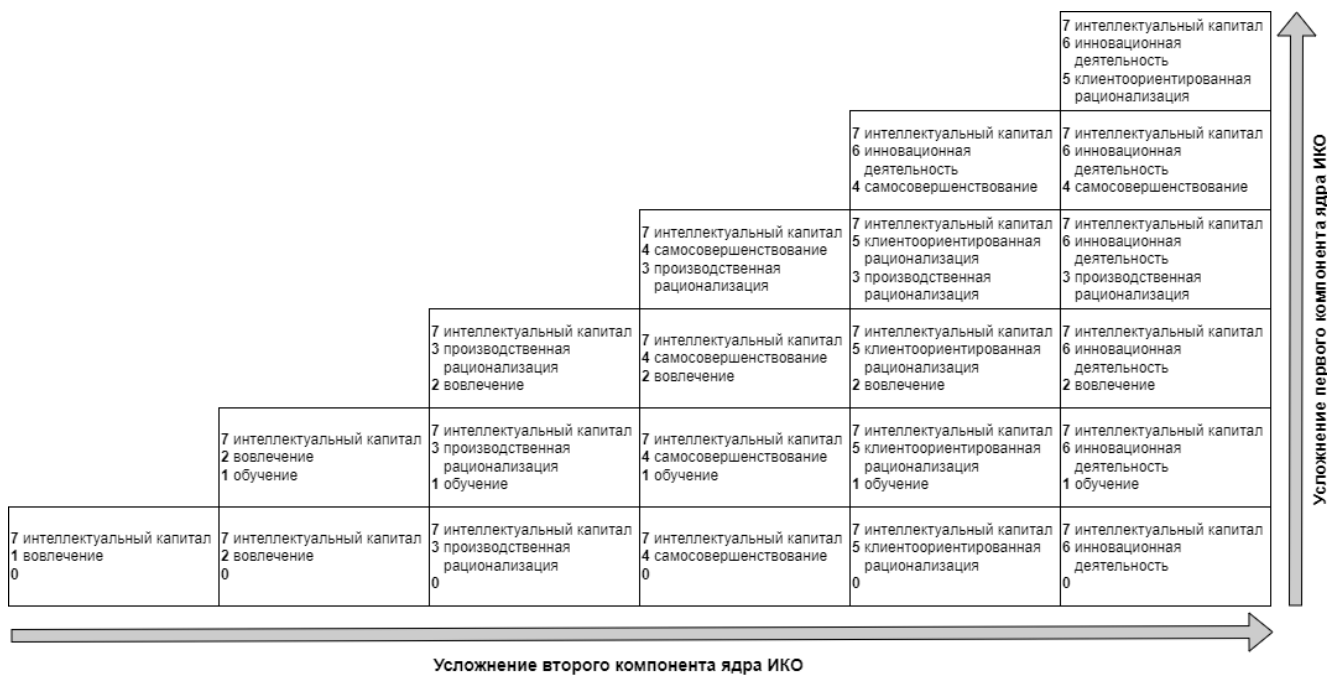 7 интеллектуальный капитал
6 инновационная
деятельность
5 клиентоориентированная
рационализация
7 интеллектуальный капитал
6 инновационная
деятельность
4 самосовершенствование
7 интеллектуальный капитал
6 инновационная
деятельность
4 самосовершенствование
7 интеллектуальный капитал
4 самосовершенствование
3 производственная
рационализация
7 интеллектуальный капитал
5 клиентоориентированная
рационализация
3 производственная
рационализация
7 интеллектуальный капитал
6 инновационная
деятельность
3 производственная
рационализация
7 интеллектуальный капитал
3 производственная
рационализация
2 вовлечение
7 интеллектуальный капитал
4 самосовершенствование
2 вовлечение
7 интеллектуальный капитал
5 клиентоориентированная
рационализация
2 вовлечение
7 интеллектуальный капитал
6 инновационная
деятельность
2 вовлечение
7 интеллектуальный капитал
2 вовлечение
1 обучение
7 интеллектуальный капитал
3 производственная
рационализация
1 обучение
7 интеллектуальный капитал
4 самосовершенствование
1 обучение
7 интеллектуальный капитал
5 клиентоориентированная
рационализация
1 обучение
7 интеллектуальный капитал
6 инновационная
деятельность
1 обучение
7 интеллектуальный капитал
1 вовлечение
0
7 интеллектуальный капитал
2 вовлечение
0
7 интеллектуальный капитал
3 производственная
рационализация
0
7 интеллектуальный капитал
4 самосовершенствование
0
7 интеллектуальный капитал
5 клиентоориентированная
рационализация
0
7 интеллектуальный капитал
6 инновационная
деятельность
0
Усложнение первого компонента ядра ИКО
Усложнение второго компонента ядра ИКО